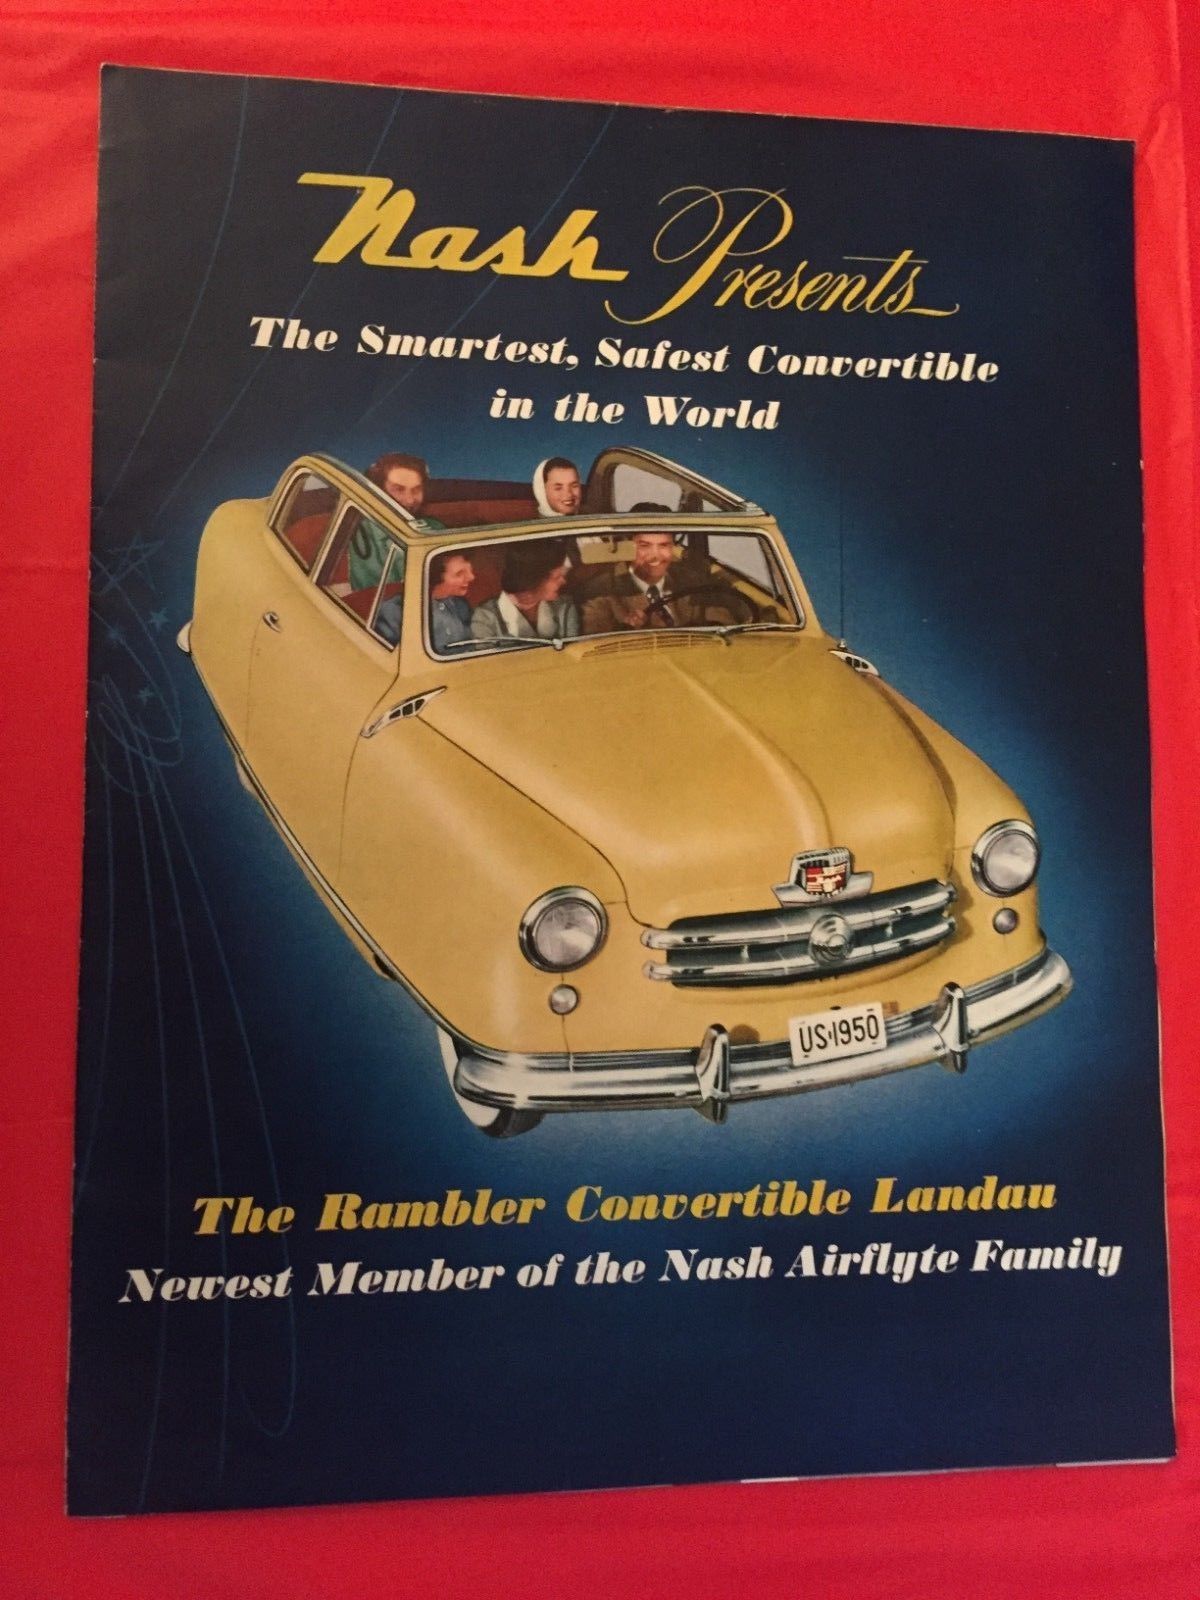 Nash Presents
The Smartest, Safest Convertible
in the World
Nash
US•1950
The Rambler Convertible Landau
Newest Member of the Nash Airflyte Family